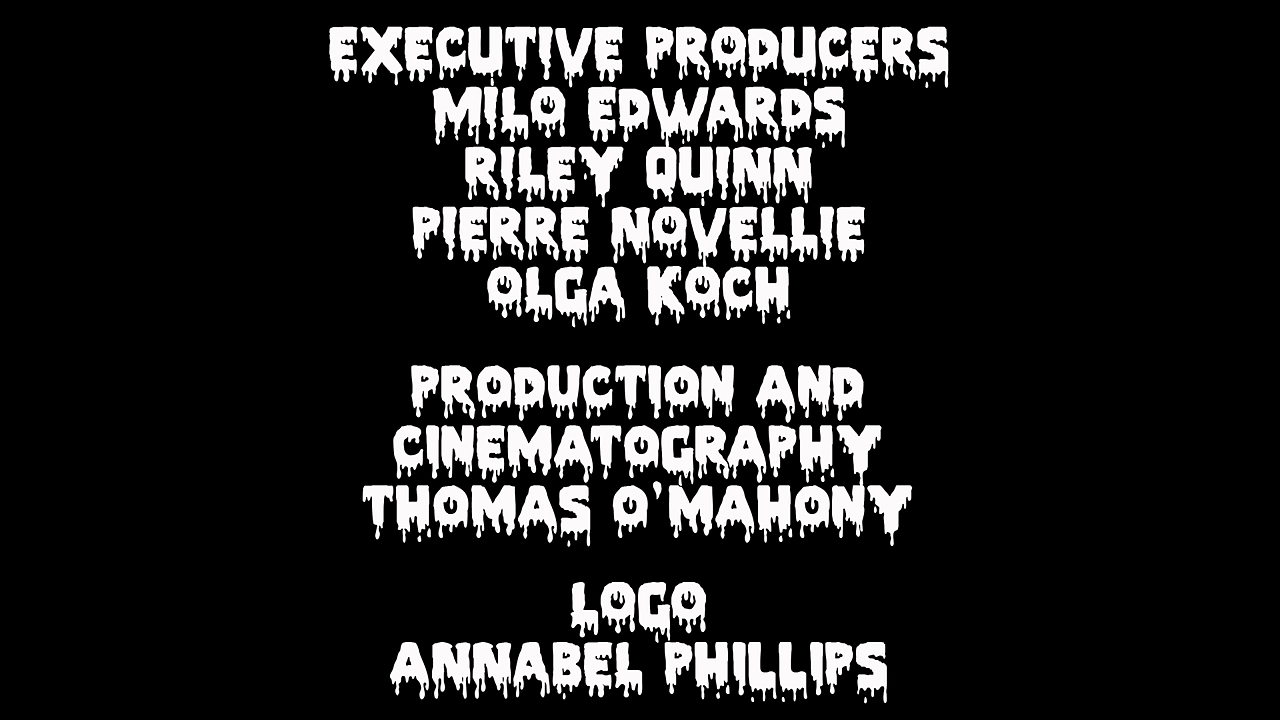 EXECUTIVE PRODUCERS
MILO EDWARDS
RILEY QUINN
PIERRE NOVELLIE
OLGA KOCH
PRODUCTION AND
CINEMATOGRAPHY
THOMAS O'MAHONY
LOGO
ANNABEL PHILLIPS